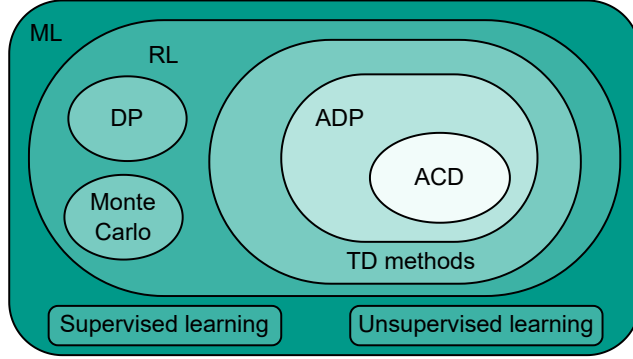 ML
RL
DP
ADP
ACD
Monte
Carlo
TD methods
Supervised learning
Unsupervised learning